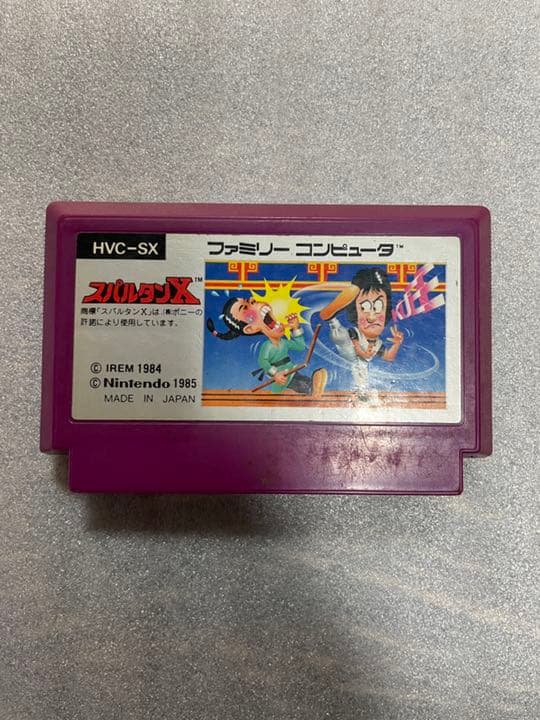 HVC-SX
ファミリー コンピュータ™
スパルタンX™
商標「スパルタンX」は(株)ポニーの
許諾により使用しています。
© IREM 1984
© Nintendo 1985
MADE IN JAPAN